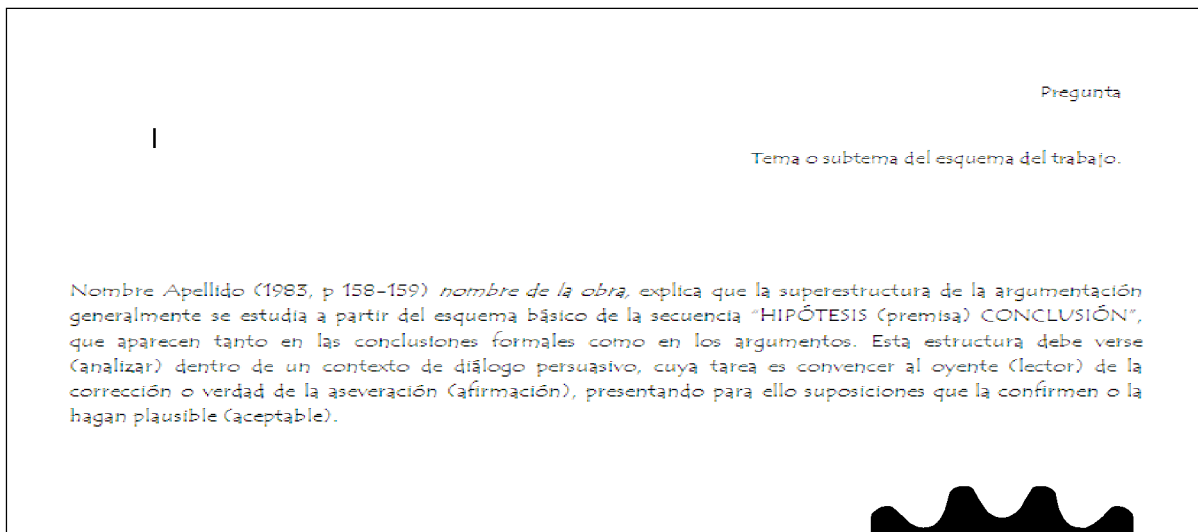 Pregunta
Tema o subtema del esquema del trabajo.
Nombre Apellido (1983, p 158-159) nombre de la obra, explica que la superestructura de la argumentación
generalmente se estudia a partir del esquema básico de la secuencia “HIPÓTESIS (premisa) CONCLUSIÓN”,
que aparecen tanto en las conclusiones formales como en los argumentos. Esta estructura debe verse
(analizar) dentro de un contexto de diálogo persuasivo, cuya tarea es convencer al oyente (lector) de la
corrección o verdad de la aseveración (afirmación), presentando para ello suposiciones que la confirmen o la
hagan plausible (aceptable).